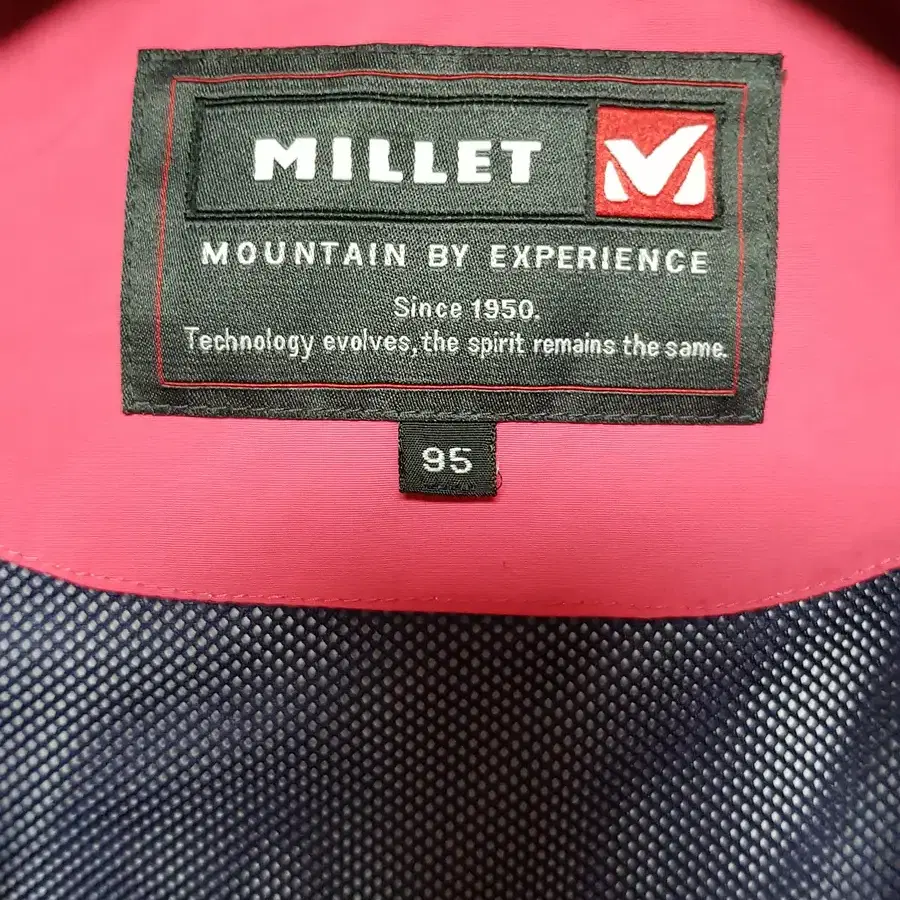 MILLET
MOUNTAIN BY EXPERIENCE
Since 1950.
Technology evolves, the spirit remains the same.
95